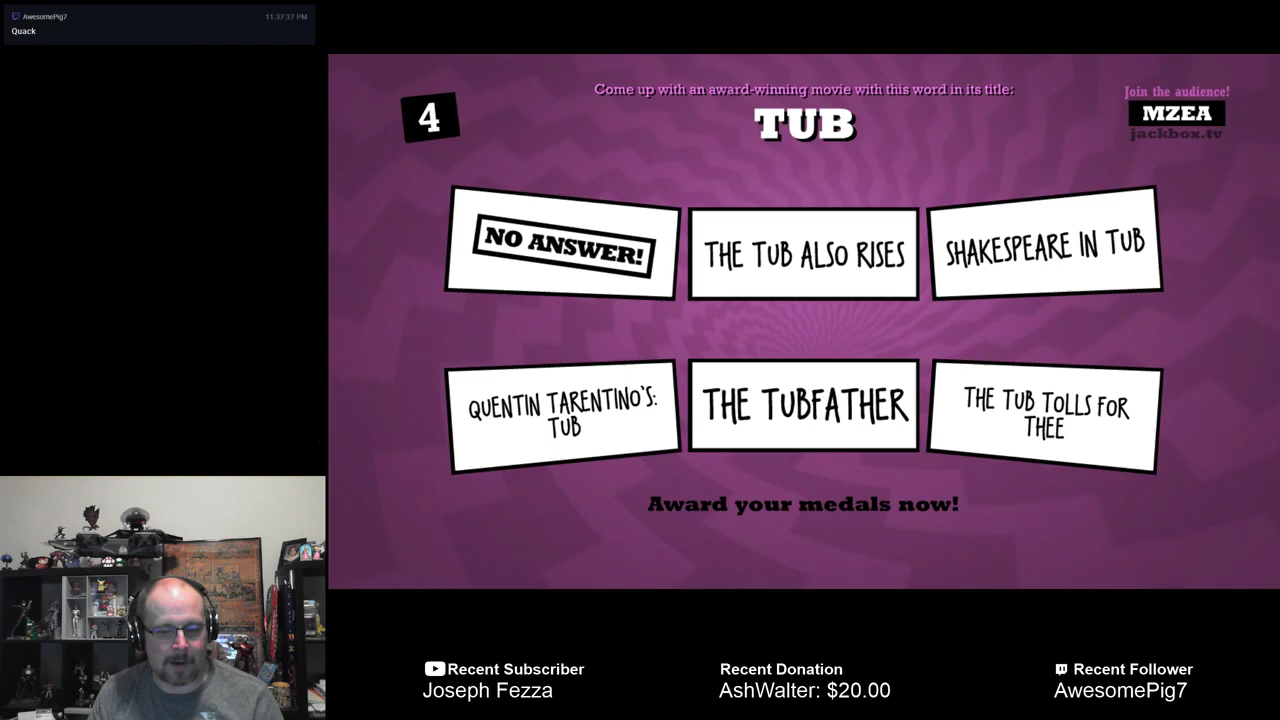 AwesomePig7
11:37:37 PM
Quack
4
Come up with an award-winning movie with this word in its title:
TUB
Join the audience!
MZEA
jackbox.tv
NO ANSWER!
THE TUB ALSO RISES
SHAKESPEARE IN TUB
QUENTIN TARENTINO'S:
TUB
THE TUBFATHER
THE TUB TOLLS FOR
THEE
Award your medals now!
Recent Subscriber
Joseph Fezza
Recent Donation
AshWalter: $20.00
Recent Follower
AwesomePig7